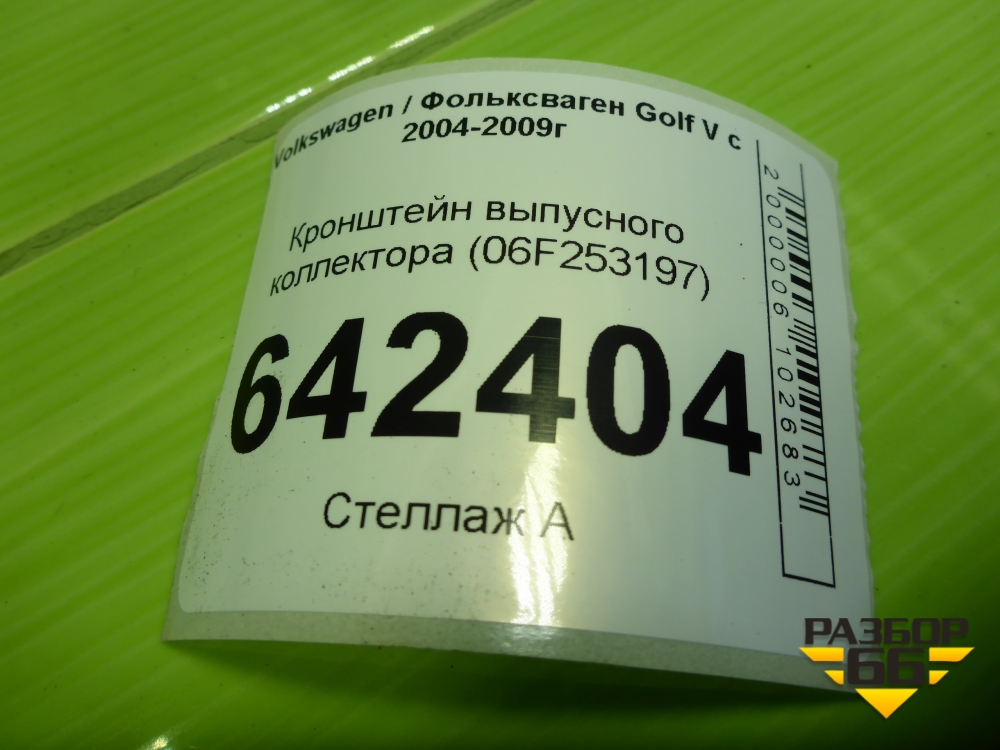 Volkswagen / Фольксваген Golf V с
2004-2009г
Кронштейн выпусного
коллектора (06F253197)
642404
Стеллаж А
2000006102683
РАЗБОР
66